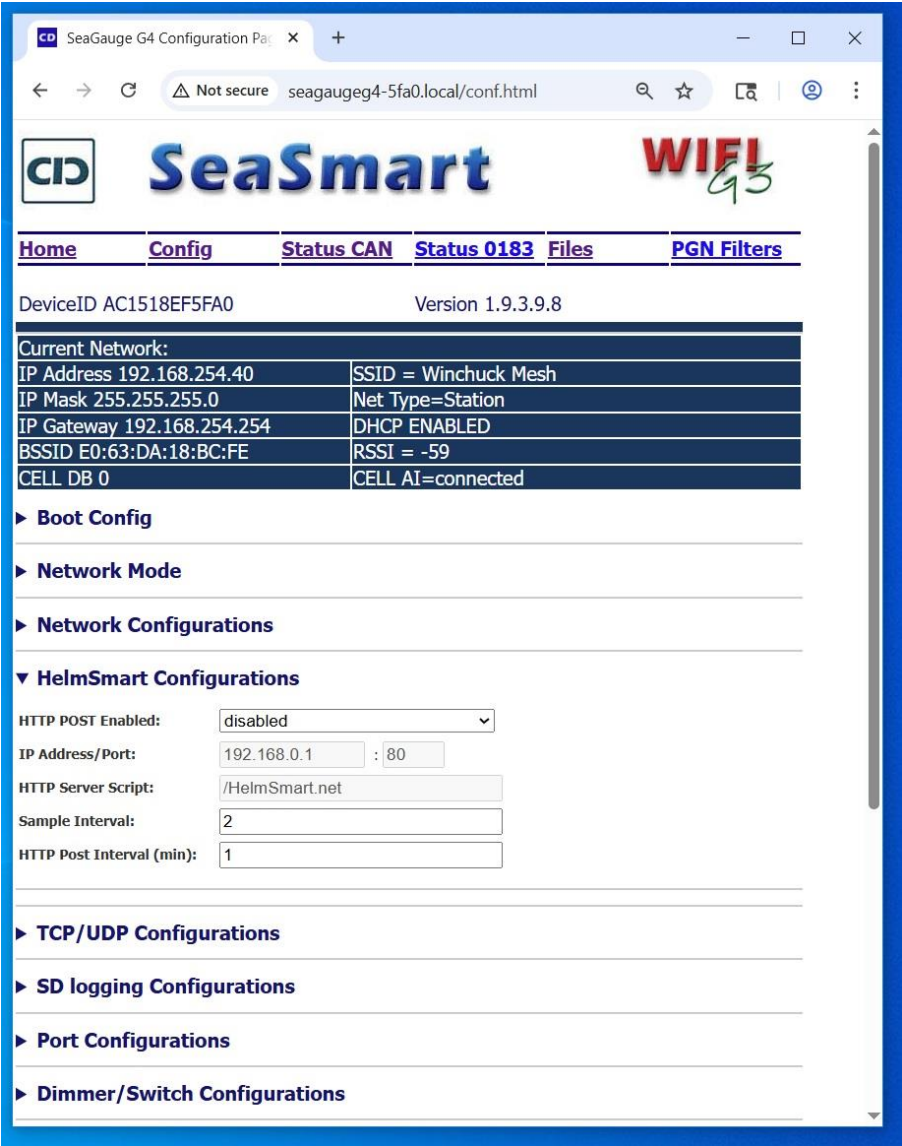 CD SeaGauge G4 Configuration Pag
Not secure seagaugeg4-5fa0.local/conf.html
CD SeaSmart WIFI G3
Home Config Status CAN Status 0183 Files PGN Filters
DeviceID AC1518EF5FA0 Version 1.9.3.9.8
Current Network:
IP Address 192.168.254.40 SSID = Winchuck Mesh
IP Mask 255.255.255.0 Net Type=Station
IP Gateway 192.168.254.254 DHCP ENABLED
BSSID E0:63:DA:18:BC:FE RSSI = -59
CELL DB 0 CELL AI=connected
Boot Config
Network Mode
Network Configurations
HelmSmart Configurations
HTTP POST Enabled: disabled
IP Address/Port: 192.168.0.1 : 80
HTTP Server Script: /HelmSmart.net
Sample Interval: 2
HTTP Post Interval (min): 1
TCP/UDP Configurations
SD logging Configurations
Port Configurations
Dimmer/Switch Configurations